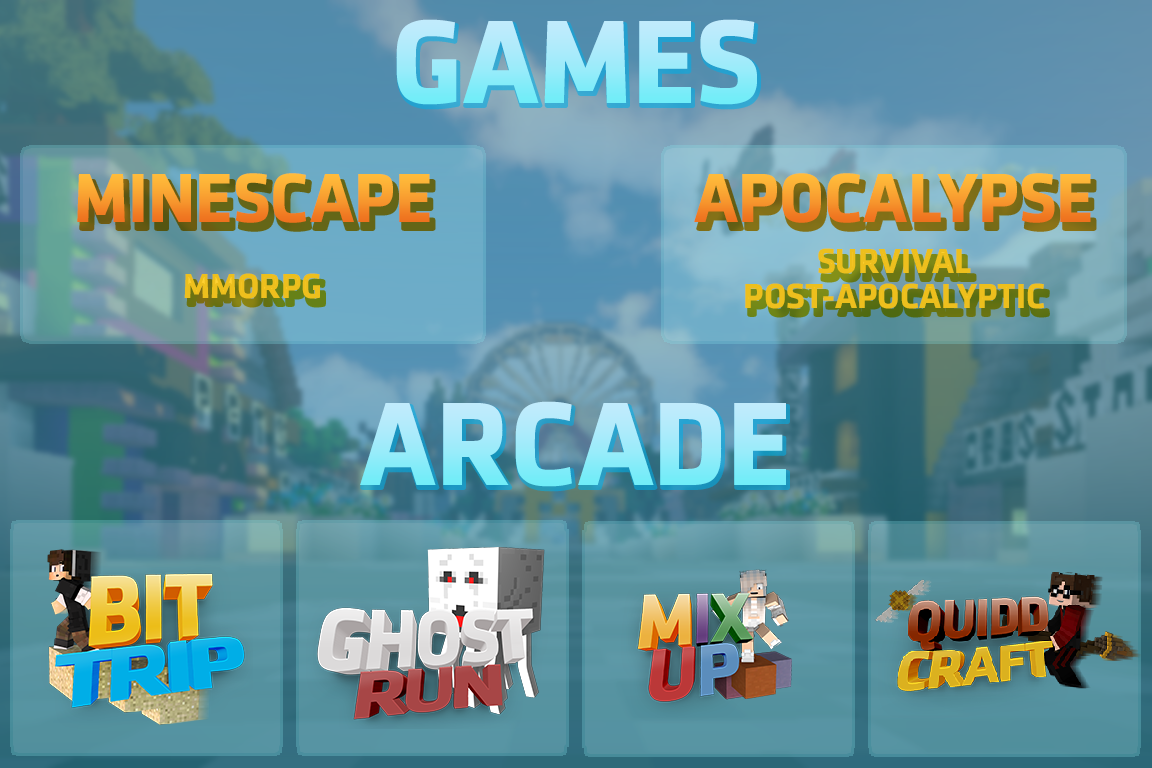 GAMES
MINESCAPE
MMORPG
APOCALYPSE
SURVIVAL
POST-APOCALYPTIC
ARCADE
BIT
TRIP
GHOST
RUN
MIX
UP
QUIDD
CRAFT